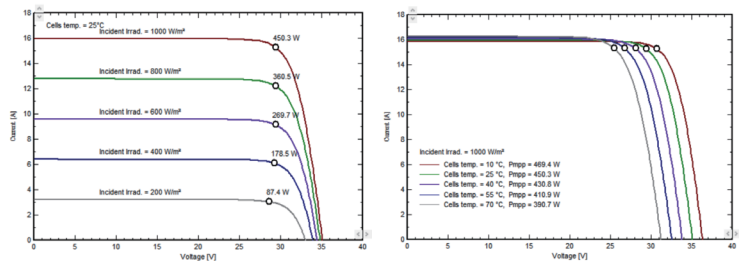 18
16
14
12
10
8
6
4
2
0
Current [A]
Cells temp. = 25°C
Incident Irrad. = 1000 W/m²
450.3 W
Incident Irrad. = 800 W/m²
360.5 W
Incident Irrad. = 600 W/m²
269.7 W
Incident Irrad. = 400 W/m²
178.5 W
Incident Irrad. = 200 W/m²
87.4 W
0 5 10 15 20 25 30 35 40
Voltage [V]
18
16
14
12
10
8
6
4
2
0
Current [A]
Incident Irrad. = 1000 W/m²
Cells temp. = 10 °C, Pmpp = 469.4 W
Cells temp. = 25 °C, Pmpp = 450.3 W
Cells temp. = 40 °C, Pmpp = 430.8 W
Cells temp. = 55 °C, Pmpp = 410.9 W
Cells temp. = 70 °C, Pmpp = 390.7 W
0 5 10 15 20 25 30 35 40
Voltage [V]